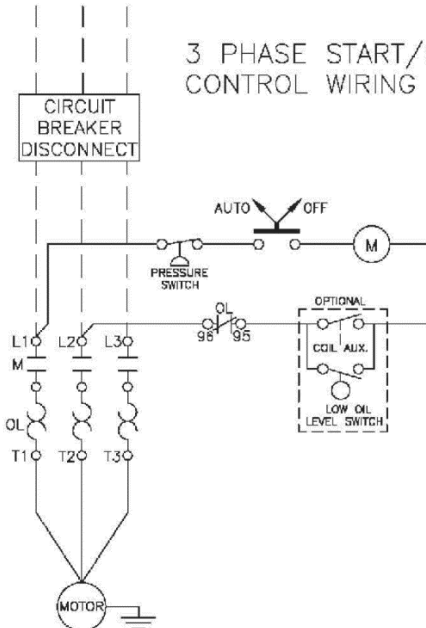 3 PHASE START/
CONTROL WIRING
CIRCUIT
BREAKER
DISCONNECT
AUTO OFF
M
PRESSURE
SWITCH
OPTIONAL
OL
96 95
COIL AUX.
LOW OIL
LEVEL SWITCH
L1 L2 L3
M
OL
T1 T2 T3
MOTOR